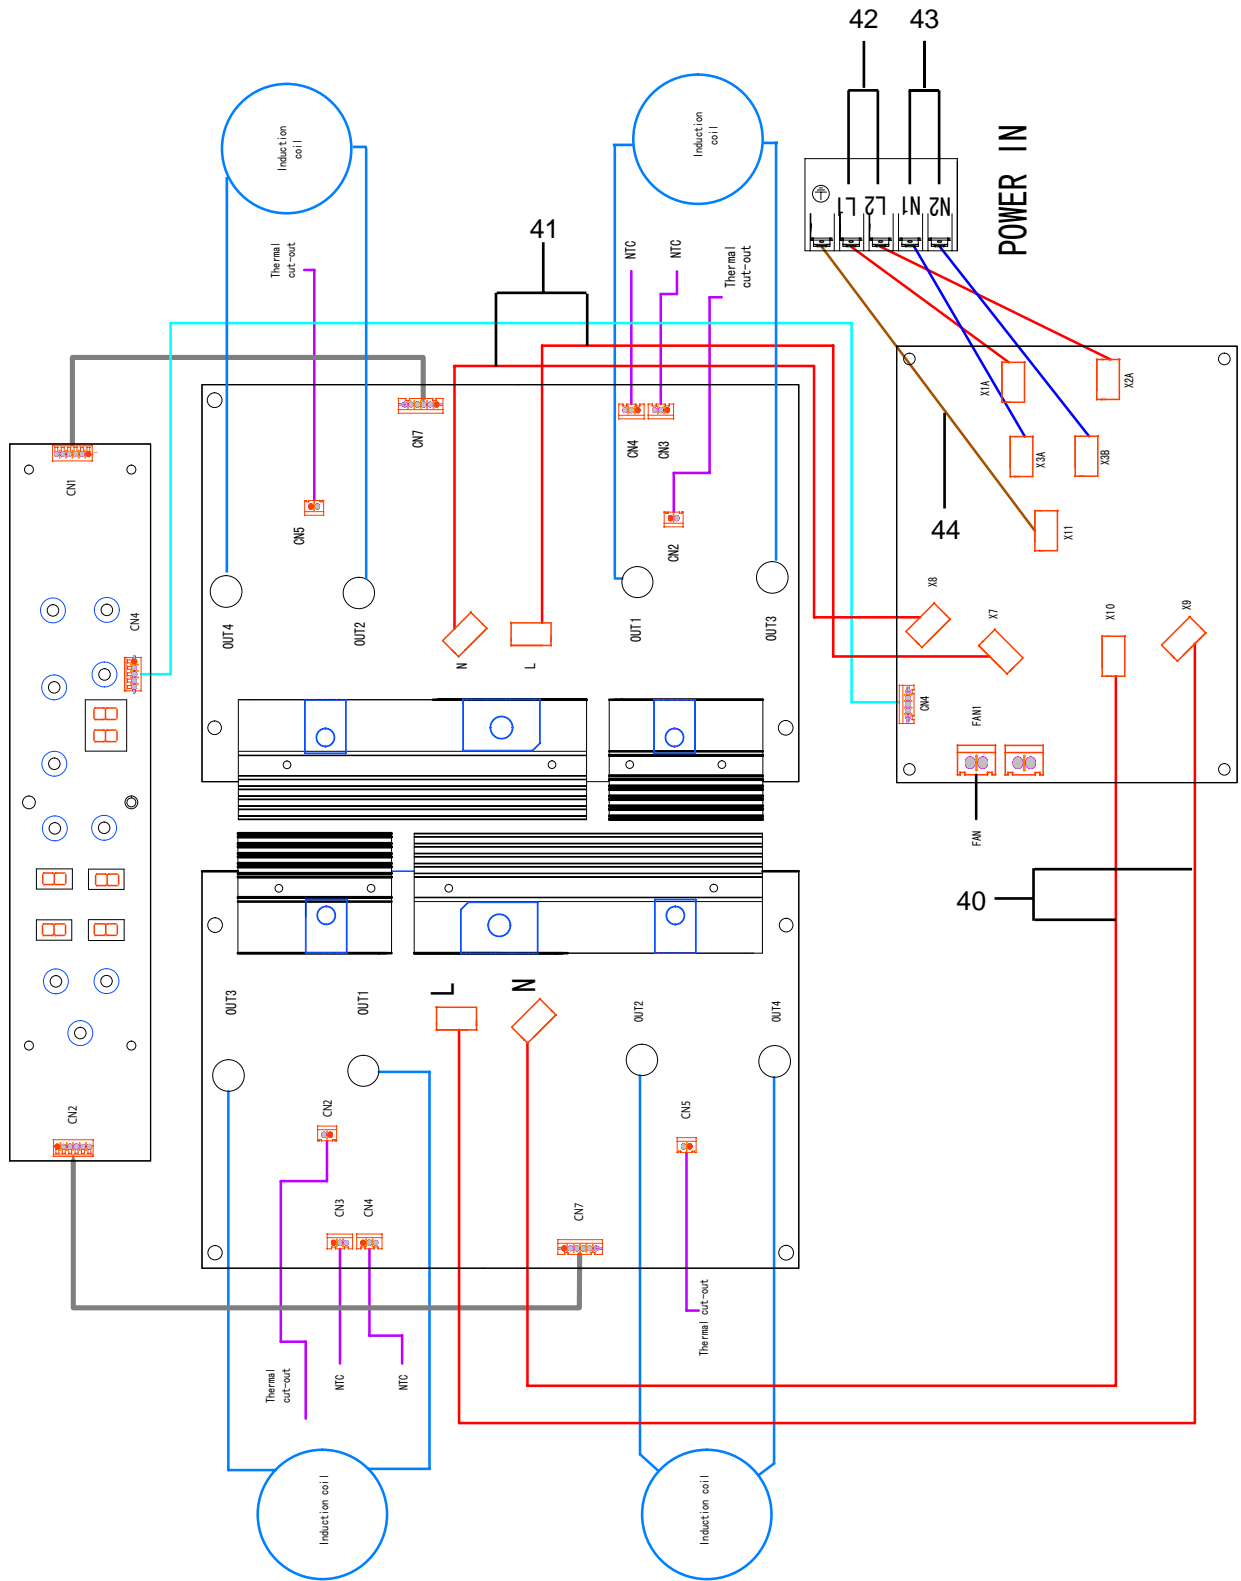 42
43
Induction
coil
Induction
coil
POWER IN
L1
L2
N1
N2
41
Thermal
cut-out
NTC
NTC
Thermal
cut-out
X1A
X2A
CN7
CN4
CN3
CN1
X3A
X3B
CN5
CN2
44
X11
OUT4
OUT2
N
L
OUT1
OUT3
CN4
X8
X7
X10
X9
CN4
FAN1
FAN
40
OUT3
OUT1
L
N
OUT2
OUT4
CN2
CN2
CN5
CN3
CN4
CN7
Thermal
cut-out
NTC
NTC
Thermal cut-out
Induction coil
Induction coil